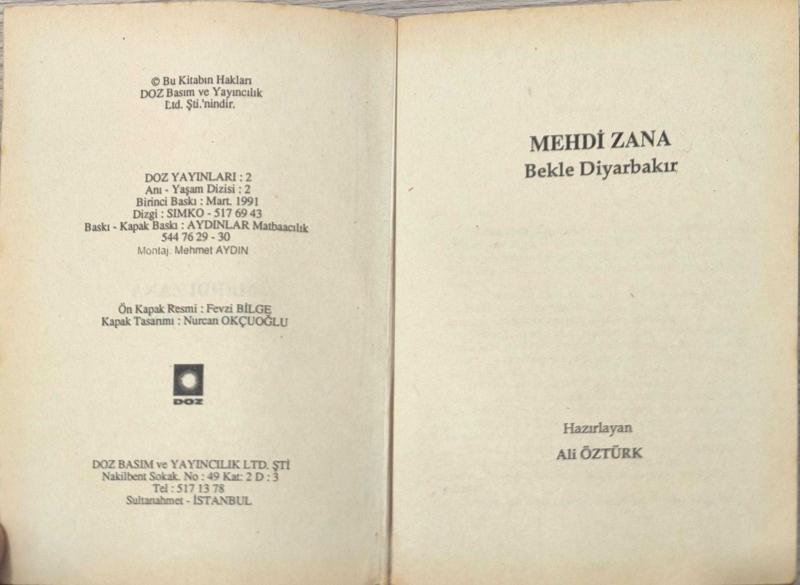 © Bu Kitabın Hakları
DOZ Basım ve Yayıncılık
Ltd. Şti.'nindir.
DOZ YAYINLARI : 2
Anı - Yaşam Dizisi : 2
Birinci Baskı : Mart. 1991
Dizgi : SIMKO - 517 69 43
Baskı - Kapak Baskı : AYDINLAR Matbaacılık
544 76 29 - 30
Montaj. Mehmet AYDIN
Ön Kapak Resmi : Fevzi BİLGE
Kapak Tasarımı : Nurcan OKÇUOĞLU
DOZ
DOZ BASIM ve YAYINCILIK LTD. ŞTİ
Nakilbent Sokak. No : 49 Kat: 2 D : 3
Tel : 517 13 78
Sultanahmet - İSTANBUL
MEHDİ ZANA
Bekle Diyarbakır
Hazırlayan
Ali ÖZTÜRK